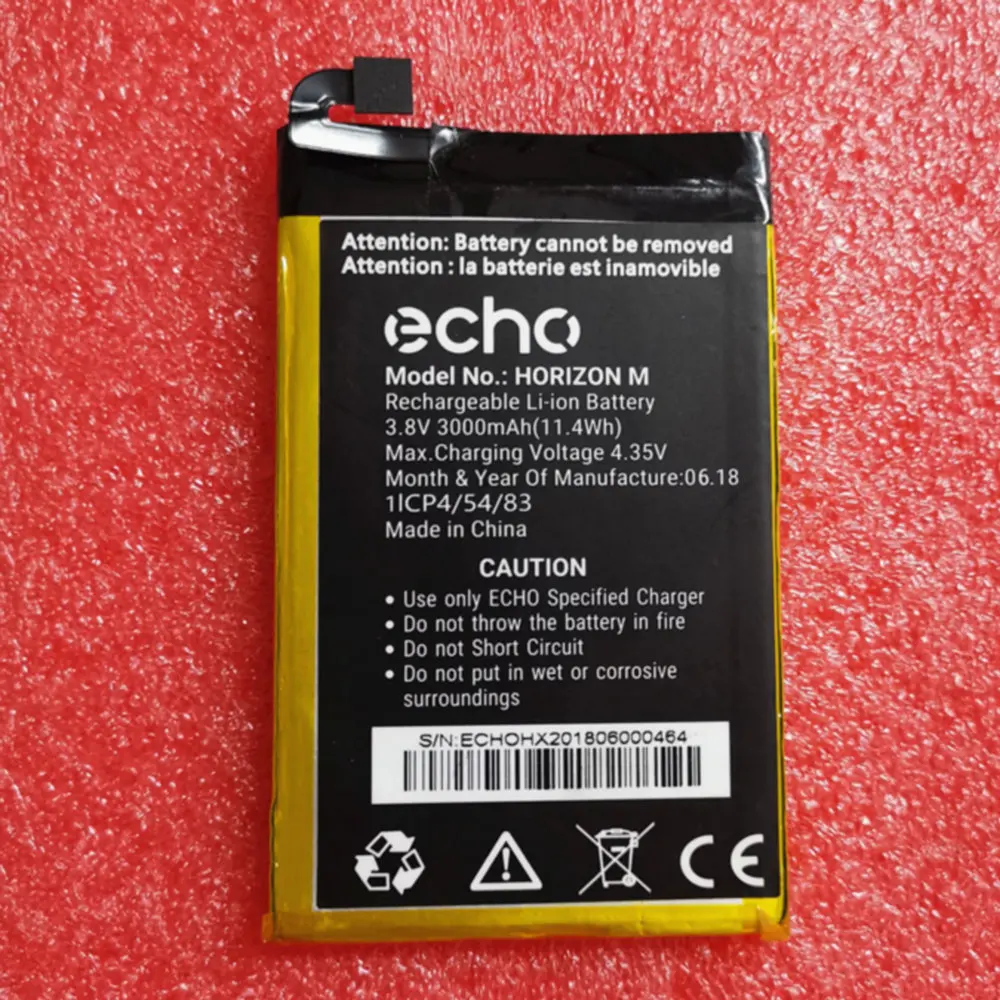 Attention: Battery cannot be removed
Attention : la batterie est inamovible
echo
Model No.: HORIZON M
Rechargeable Li-ion Battery
3.8V 3000mAh(11.4Wh)
Max.Charging Voltage 4.35V
Month & Year Of Manufacture:06.18
1lCP4/54/83
Made in China
CAUTION
• Use only ECHO Specified Charger
• Do not throw the battery in fire
• Do not Short Circuit
• Do not put in wet or corrosive
surroundings
S/N:ECHOHX201806000464
CE